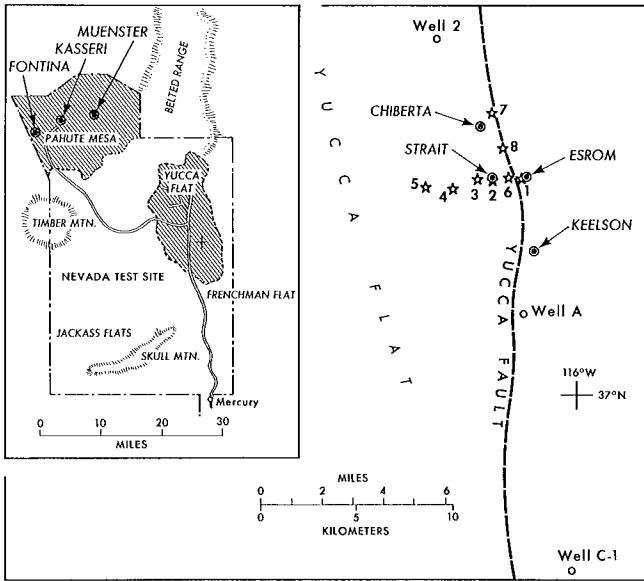 MUENSTER
KASSERI
FONTINA
PAHUTE MESA
BELTED RANGE
YUCCA
FLAT
TIMBER MTN.
NEVADA TEST SITE
FRENCHMAN FLAT
JACKASS FLATS
SKULL MTN.
Mercury
0 10 20 30
MILES
Well 2
YUCCA FLAT
CHIBERTA
7
8
STRAIT
ESROM
5 4 3 2 6 1
KEELSON
YUCCA FAULT
Well A
116°W
37°N
MILES
0 2 4 6
0 5 10
KILOMETERS
Well C-1